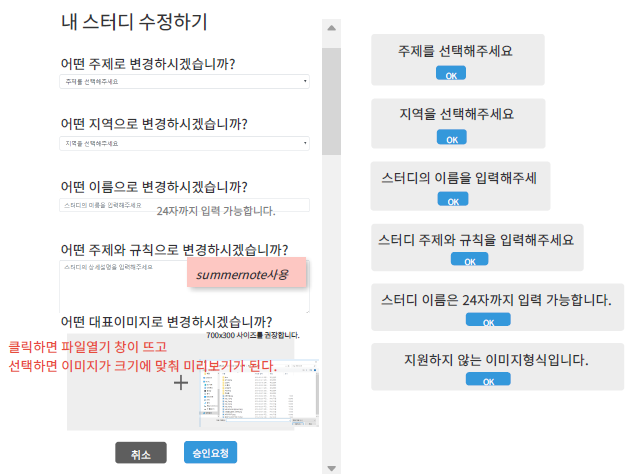 내 스터디 수정하기
어떤 주제로 변경하시겠습니까?
주제를 선택해주세요
어떤 지역으로 변경하시겠습니까?
지역을 선택해주세요
어떤 이름으로 변경하시겠습니까?
스터디의 이름을 입력해주세요
24자까지 입력 가능합니다.
어떤 주제와 규칙으로 변경하시겠습니까?
스터디의 상세설명을 입력해주세요
summernote사용
어떤 대표이미지로 변경하시겠습니까?
700x300 사이즈를 권장합니다.
클릭하면 파일열기 창이 뜨고
선택하면 이미지가 크기에 맞춰 미리보기가 된다.
취소
승인요청
주제를 선택해주세요
OK
지역을 선택해주세요
OK
스터디의 이름을 입력해주세
OK
스터디 주제와 규칙을 입력해주세요
OK
스터디 이름은 24자까지 입력 가능합니다.
OK
지원하지 않는 이미지형식입니다.
OK